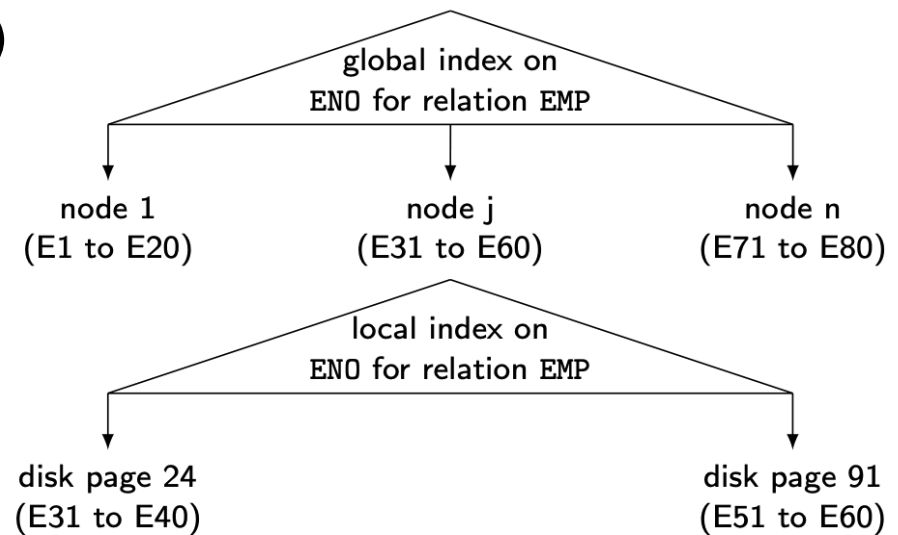 )
global index on
ENO for relation EMP
node 1
(E1 to E20)
node j
(E31 to E60)
node n
(E71 to E80)
local index on
ENO for relation EMP
disk page 24
(E31 to E40)
disk page 91
(E51 to E60)